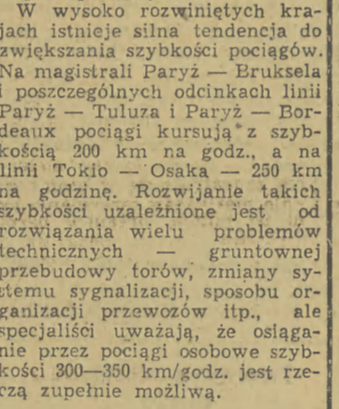 W wysoko rozwiniętych kra-
jach istnieje silna tendencja do
zwiększania szybkości pociągów.
Na magistrali Paryż — Bruksela
i poszczególnych odcinkach linii
Paryż — Tuluza i Paryż — Bor-
deaux pociągi kursują z szyb-
kością 200 km na godz., a na
linii Tokio — Osaka — 250 km
na godzinę. Rozwijanie takich
szybkości uzależnione jest od
rozwiązania wielu problemów
technicznych — gruntownej
przebudowy torów, zmiany sy-
stemu sygnalizacji, sposobu or-
ganizacji przewozów itp., ale
specjaliści uważają, że osiąga-
nie przez pociągi osobowe szyb-
kości 300—350 km/godz. jest rze-
czą zupełnie możliwą.